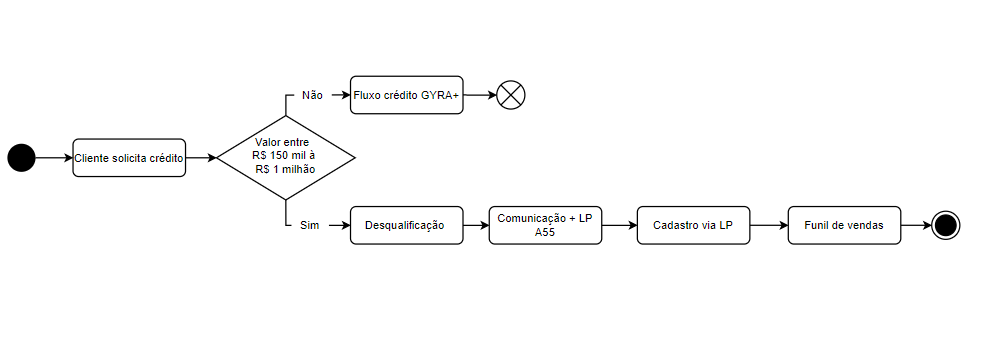 Não
Fluxo crédito GYRA+
Cliente solicita crédito
Valor entre
R$ 150 mil à
R$ 1 milhão
Sim
Desqualificação
Comunicação + LP
A55
Cadastro via LP
Funil de vendas